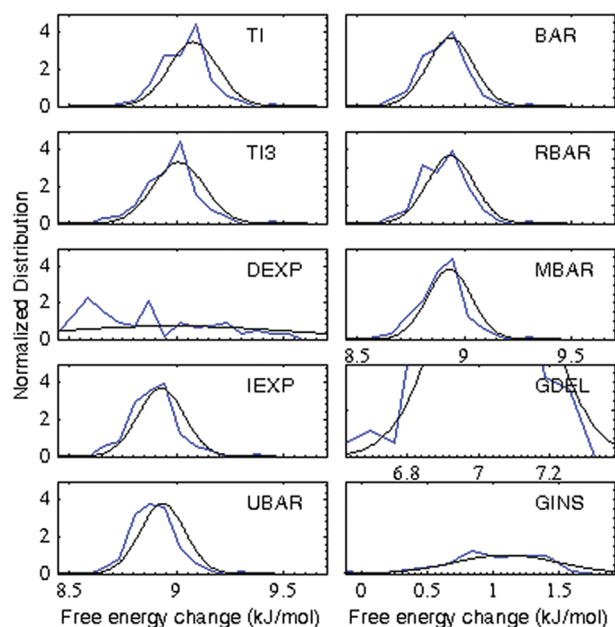 TI
BAR
4
2
0
TI3
RBAR
4
2
0
Normalized Distribution
DEXP
MBAR
4
2
0
8.5 9 9.5
IEXP
GDEL
4
2
0
6.8 7 7.2
UBAR
GINS
4
2
0
8.5 9 9.5
0 0.5 1 1.5
Free energy change (kJ/mol)
Free energy change (kJ/mol)